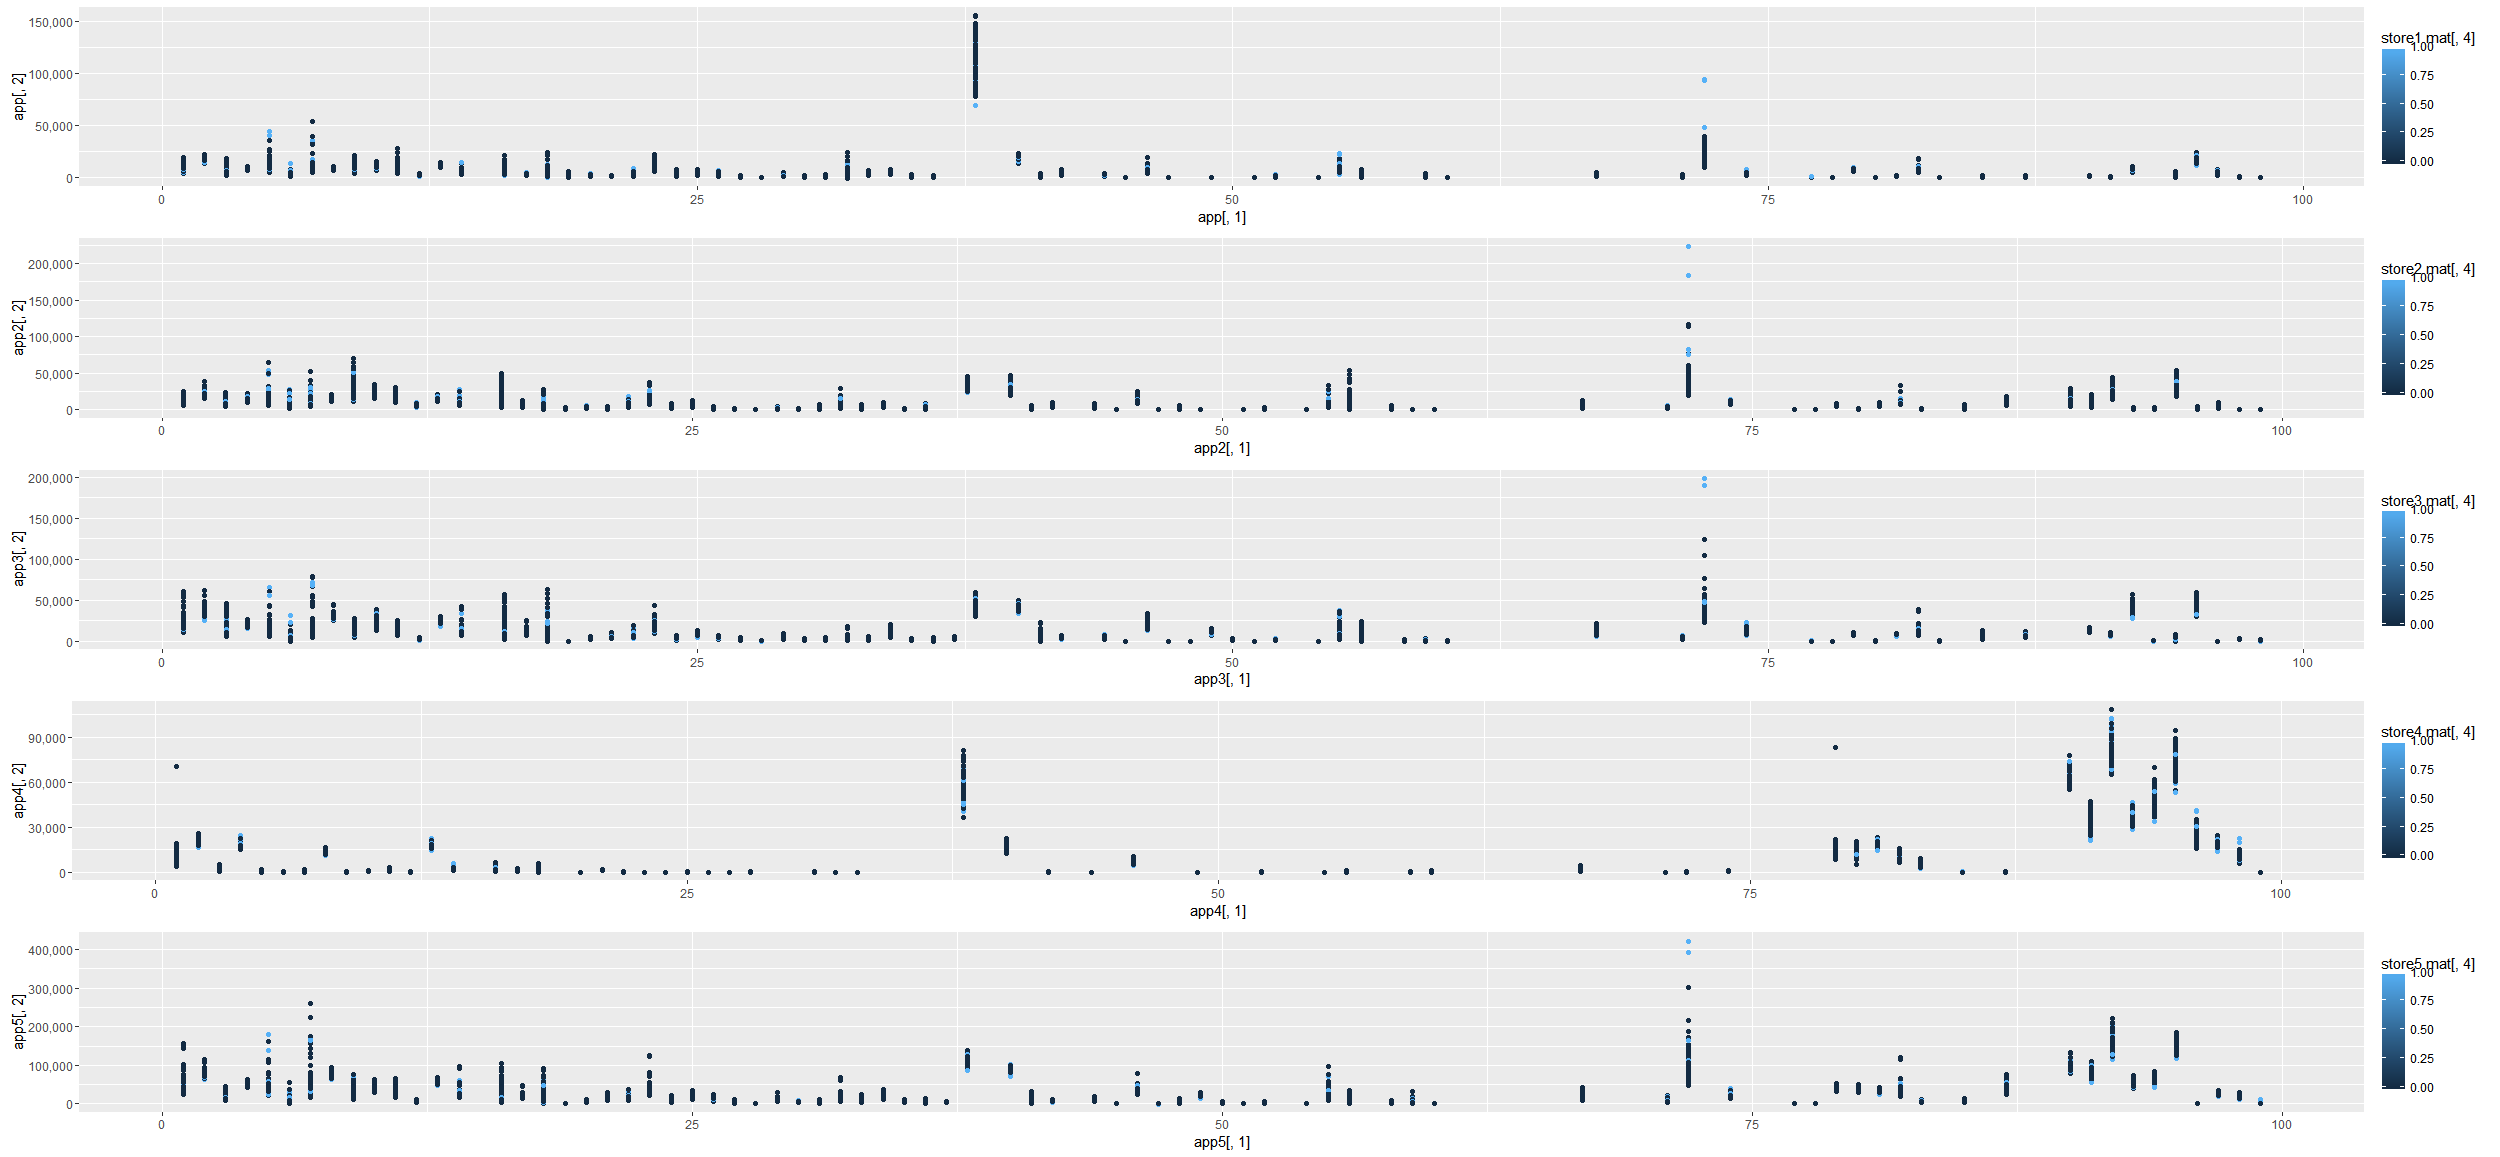 store1.mat[, 4]
1.00
0.75
0.50
0.25
0.00
150,000
100,000
50,000
0
app[, 2]
0 25 50 75 100
app[, 1]
store2.mat[, 4]
1.00
0.75
0.50
0.25
0.00
200,000
150,000
100,000
50,000
0
app2[, 2]
0 25 50 75 100
app2[, 1]
store3.mat[, 4]
1.00
0.75
0.50
0.25
0.00
200,000
150,000
100,000
50,000
0
app3[, 2]
0 25 50 75 100
app3[, 1]
store4.mat[, 4]
1.00
0.75
0.50
0.25
0.00
90,000
60,000
30,000
0
app4[, 2]
0 25 50 75 100
app4[, 1]
store5.mat[, 4]
1.00
0.75
0.50
0.25
0.00
400,000
300,000
200,000
100,000
0
app5[, 2]
0 25 50 75 100
app5[, 1]